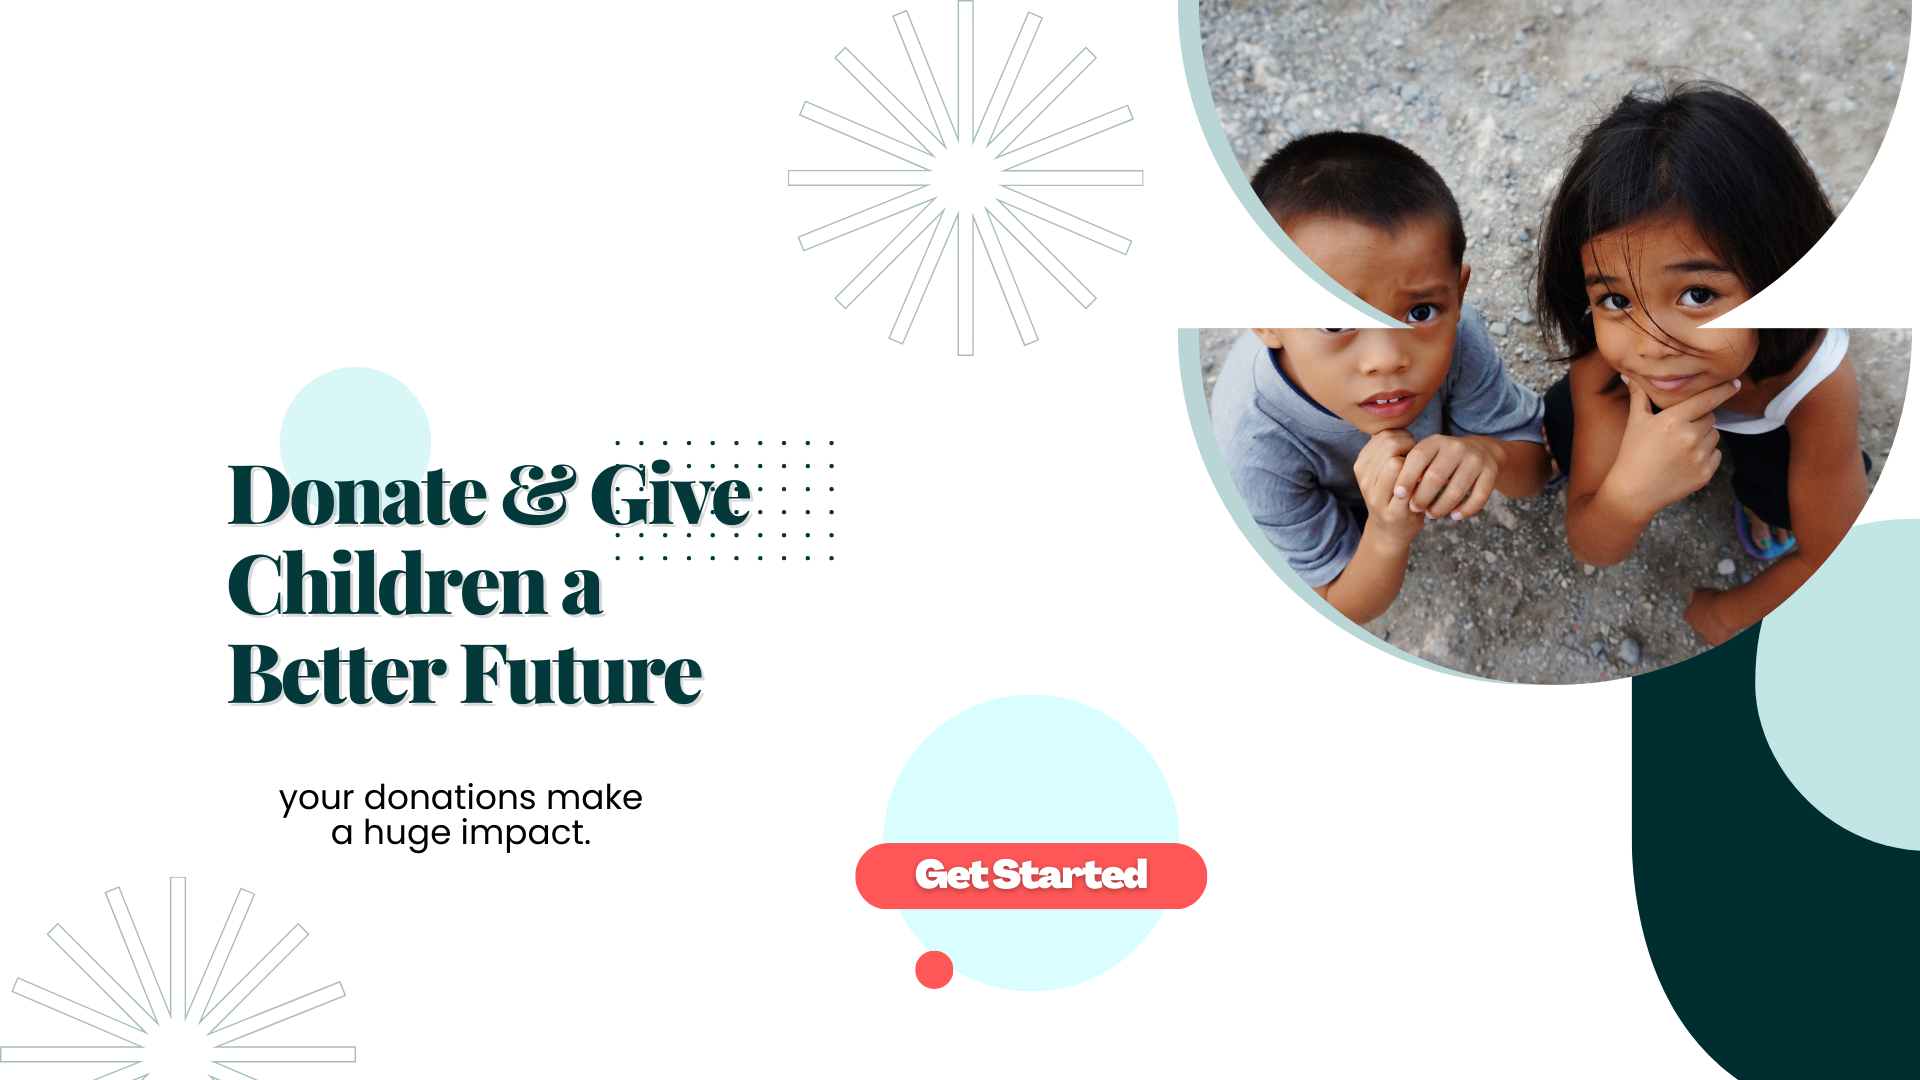 Donate & Give
Children a
Better Future
your donations make
a huge impact.
Get Started